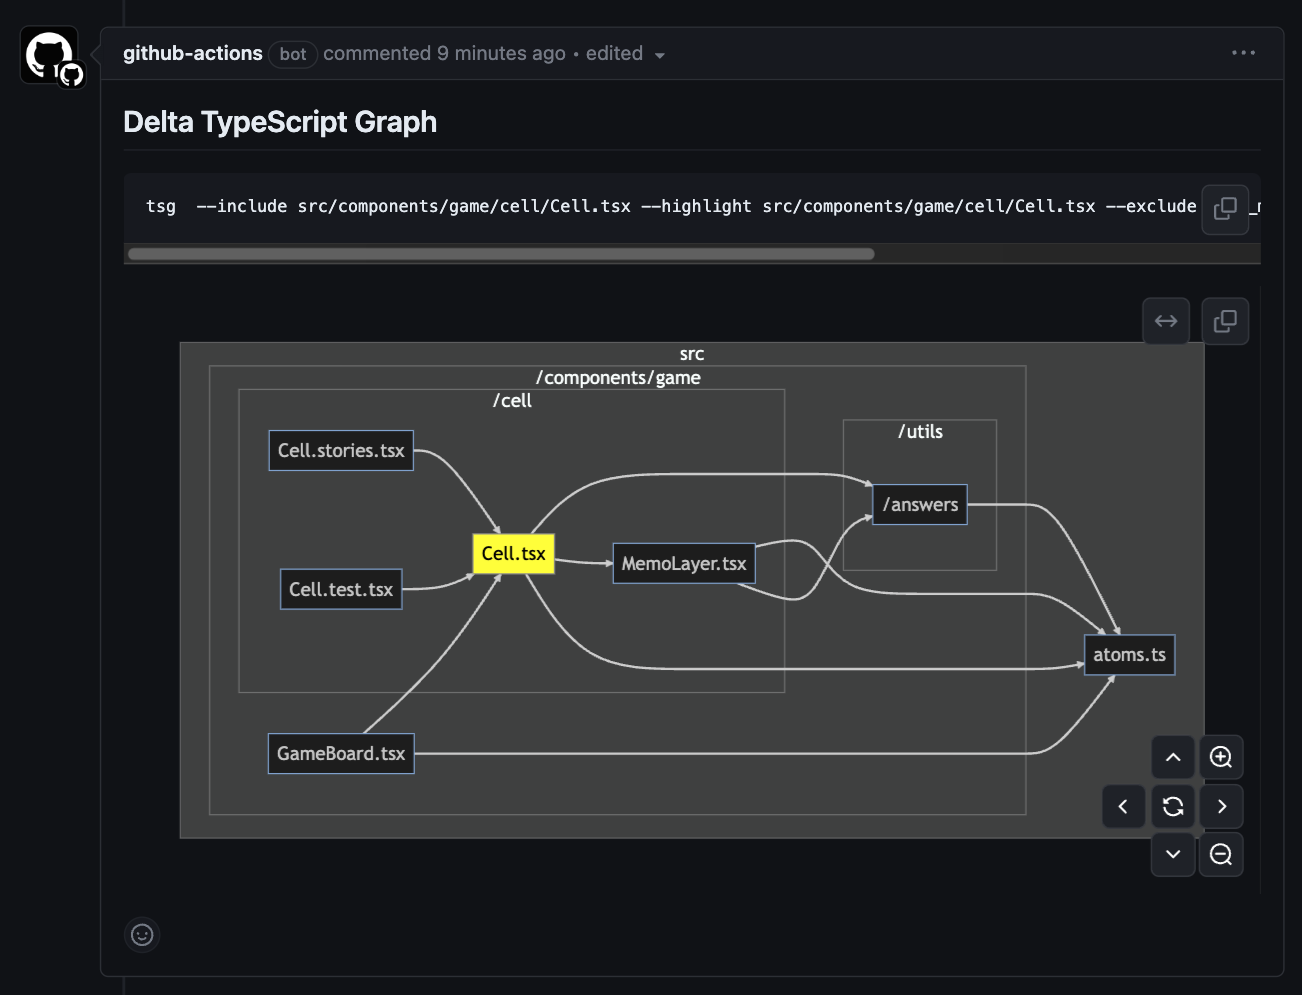 github-actions bot commented 9 minutes ago • edited
Delta TypeScript Graph
tsg --include src/components/game/cell/Cell.tsx --highlight src/components/game/cell/Cell.tsx --exclude
src
/components/game
/cell
/utils
Cell.stories.tsx
/answers
Cell.tsx
MemoLayer.tsx
Cell.test.tsx
atoms.ts
GameBoard.tsx